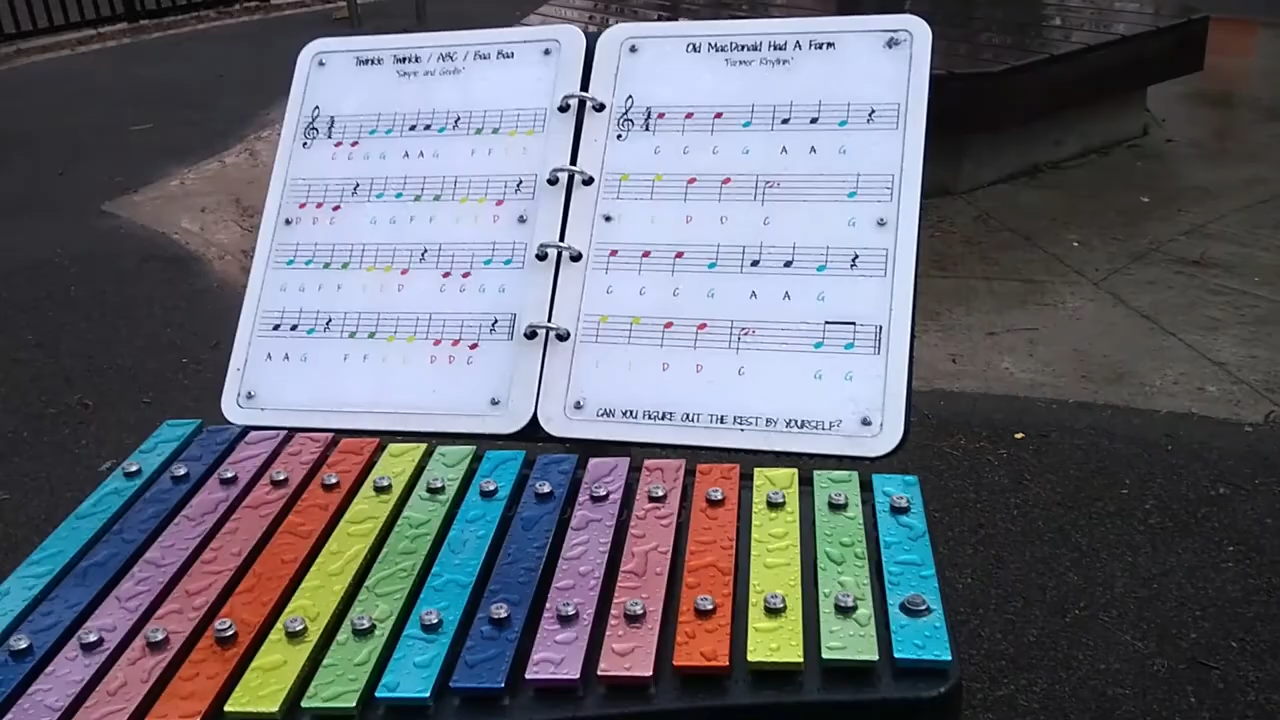 Twinkle Twinkle / ABC / Baa Baa
"Simple and Gentle"
C C G G A A G F F E E
D D C G G F F E E D
G G F F E E D C C G G
A A G F F E E D D C
Old MacDonald Had A Farm
"Farmer Rhythm"
C C C G A A G
E E D D C G
C C C G A A G
E E D D C G G
CAN YOU FIGURE OUT THE REST BY YOURSELF?